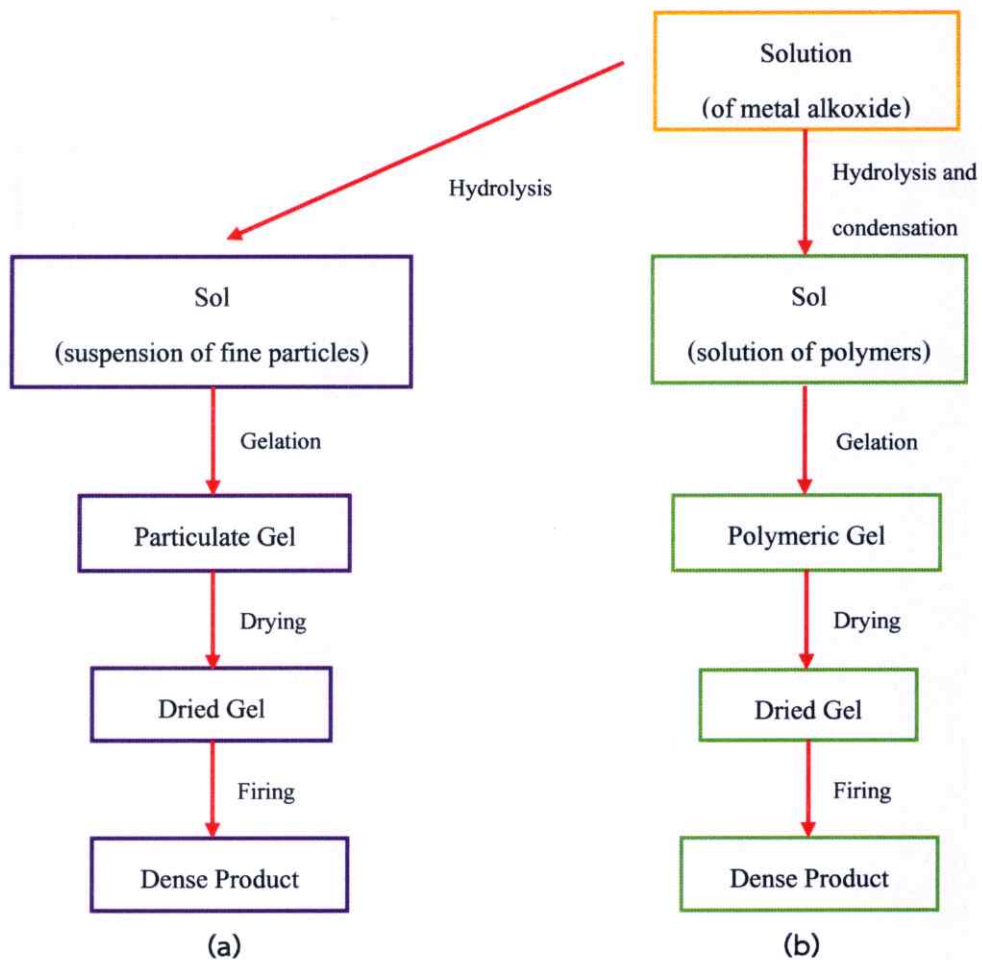 Solution
(of metal alkoxide)
Hydrolysis
Hydrolysis and
condensation
Sol
(suspension of fine particles)
Sol
(solution of polymers)
Gelation
Gelation
Particulate Gel
Polymeric Gel
Drying
Drying
Dried Gel
Dried Gel
Firing
Firing
Dense Product
Dense Product
(a)
(b)